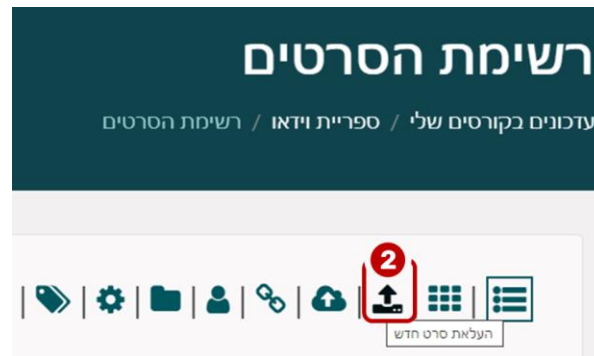 רשימת הסרטים
עדכונים בקורסים שלי / ספריית וידאו / רשימת הסרטים
2
העלאת סרט חדש